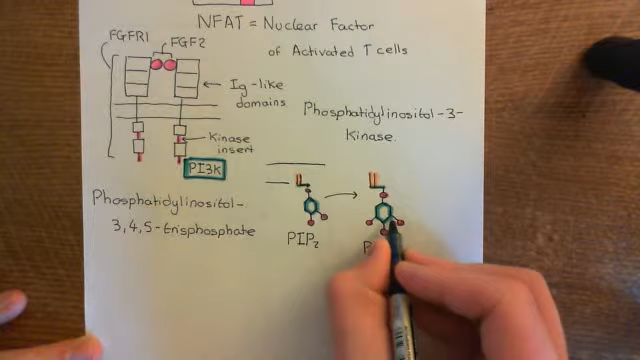 NFAT = Nuclear Factor
of Activated T cells
FGFR1
FGF2
Ig-like
domains
Phosphatidylinositol-3-
Kinase.
Kinase
insert
PI3K
Phosphatidylinositol-
3,4,5-trisphosphate
PIP₂
P